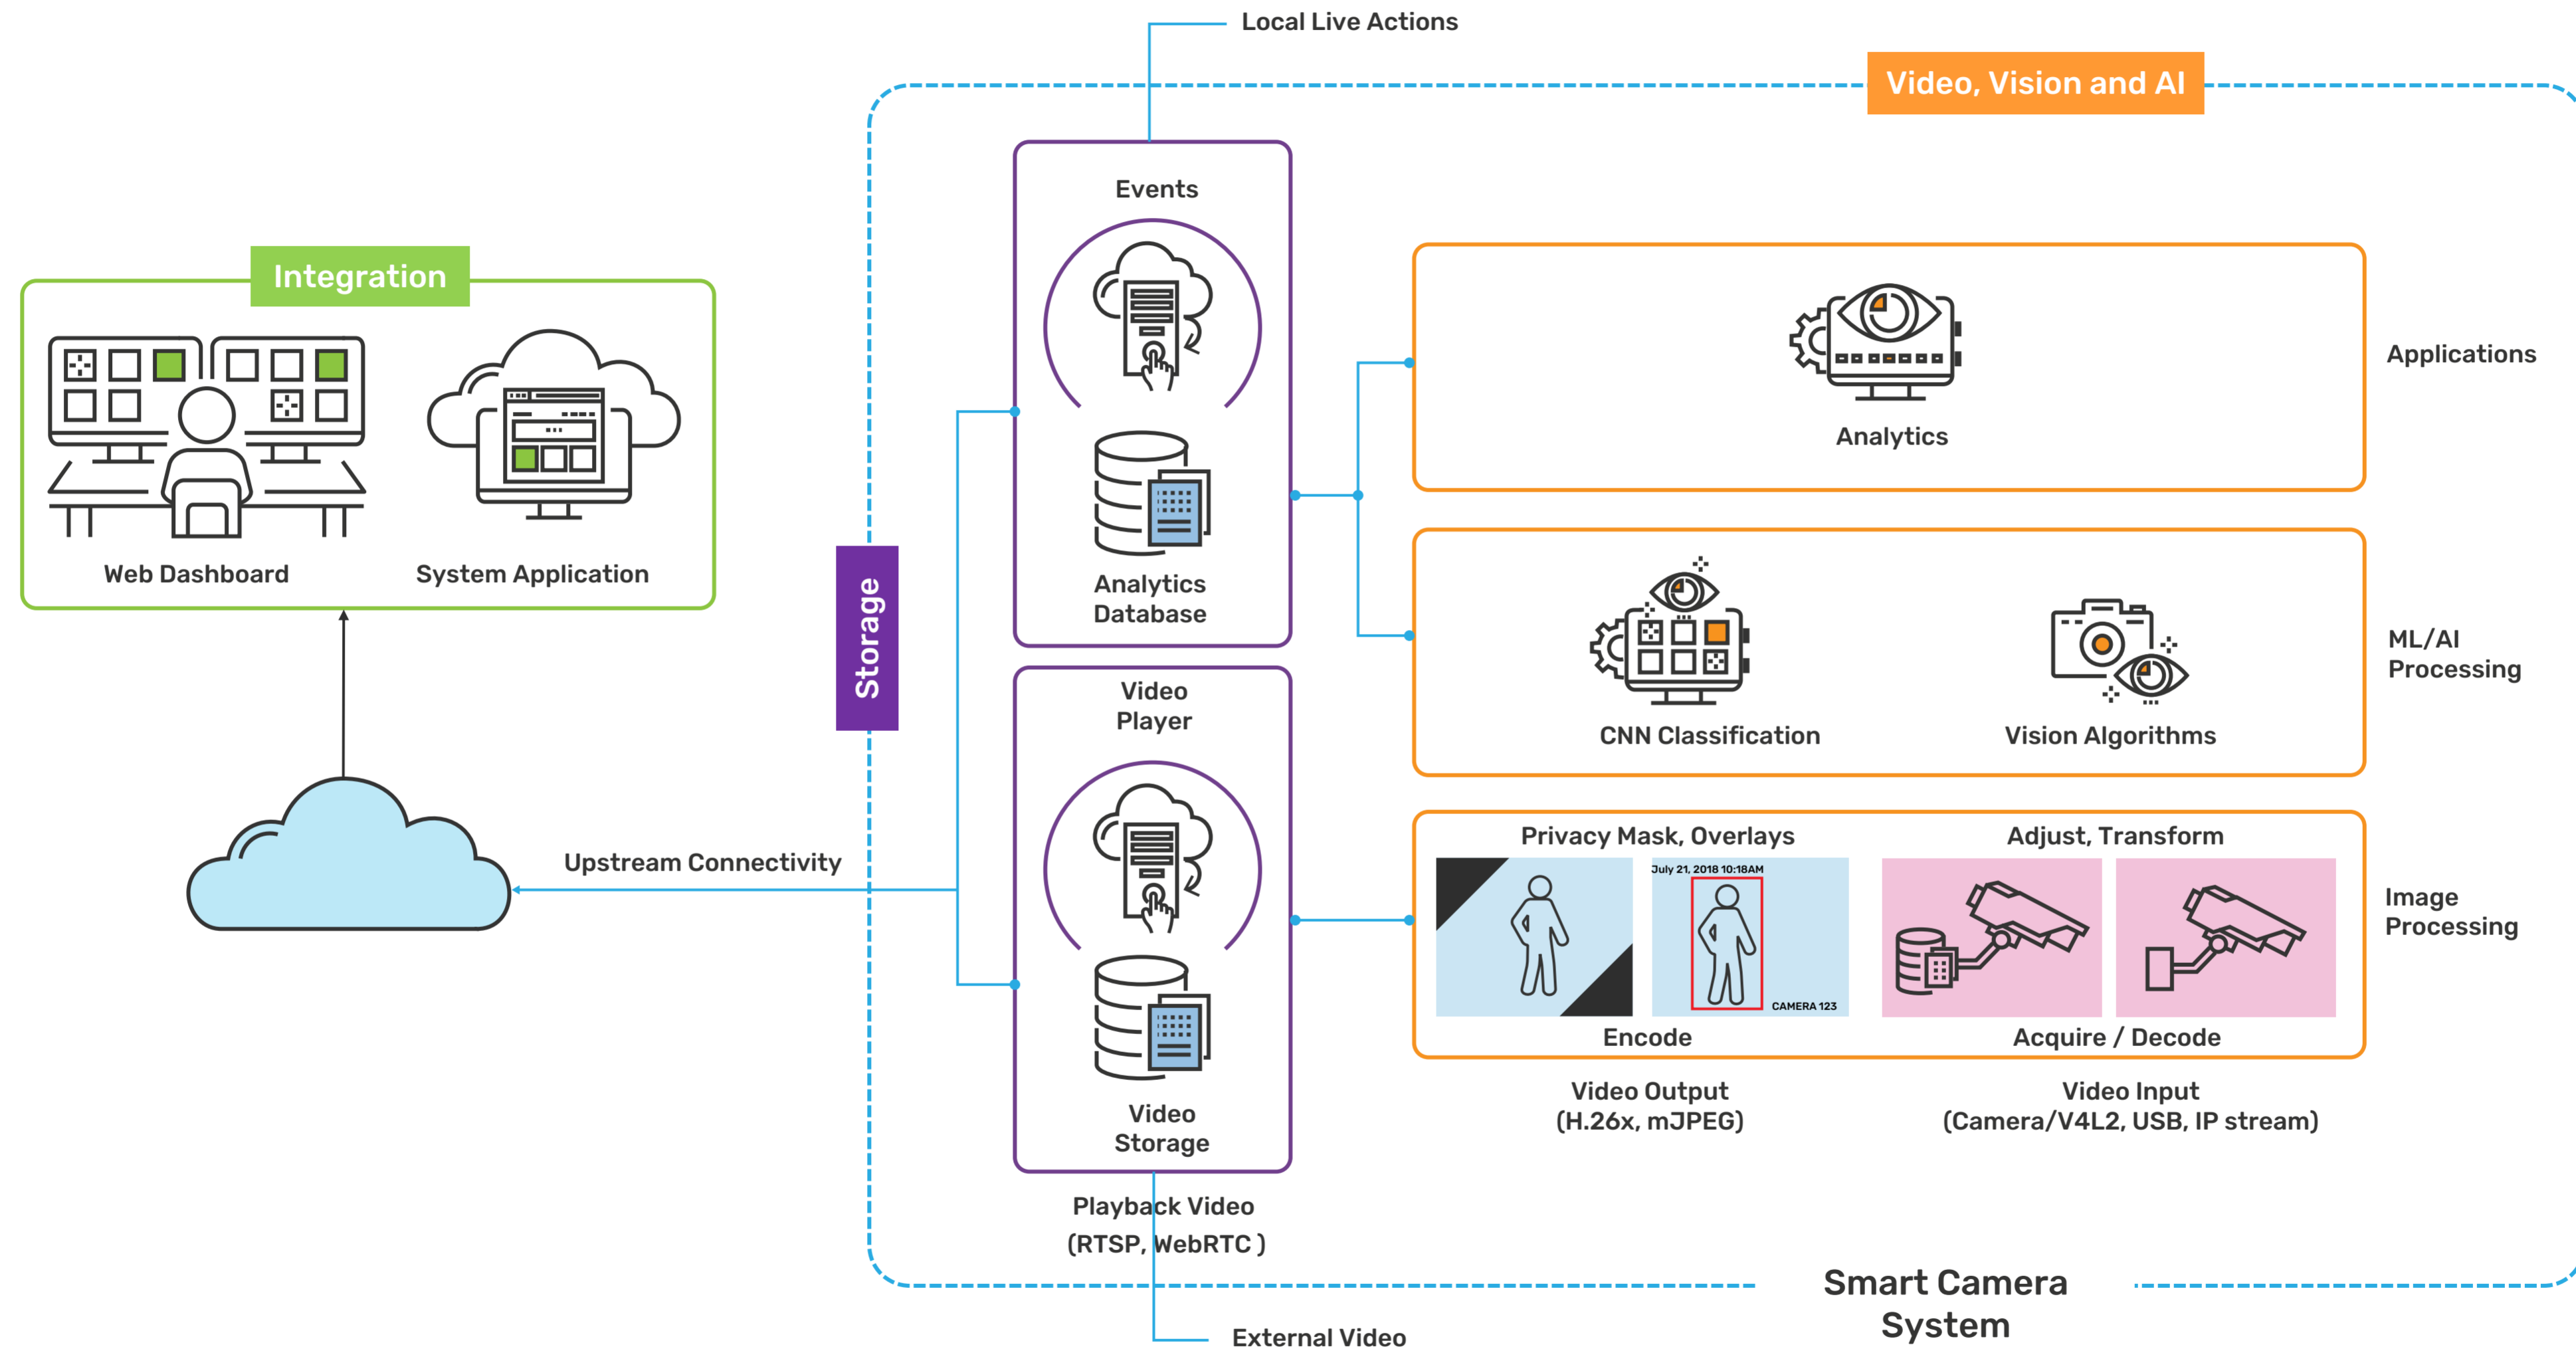 Local Live Actions
Video, Vision and AI
Events
Integration
Applications
Analytics
Web Dashboard
System Application
Storage
Analytics
Database
ML/AI
Processing
Video
Player
CNN Classification
Vision Algorithms
Privacy Mask, Overlays
Adjust, Transform
Upstream Connectivity
July 21, 2018 10:18AM
Image
Processing
CAMERA 123
Encode
Acquire / Decode
Video
Storage
Video Output
(H.26x, mJPEG)
Video Input
(Camera/V4L2, USB, IP stream)
Playback Video
(RTSP, WebRTC )
Smart Camera
System
External Video